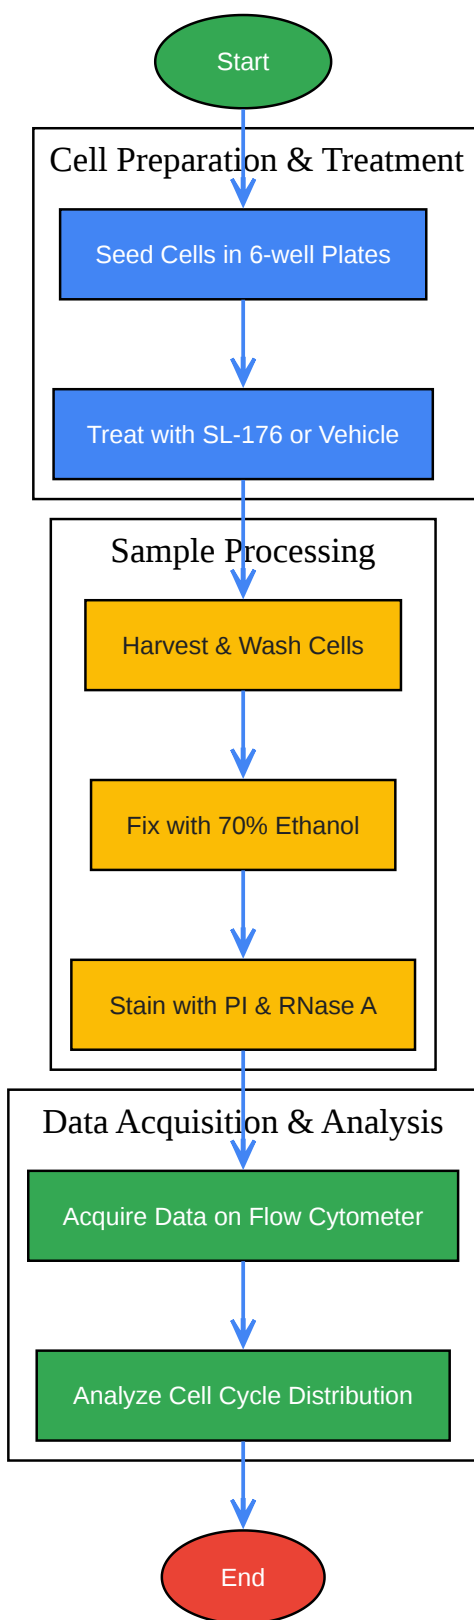 Start
Cell Preparation & Treatment
Seed Cells in 6-well Plates
Treat with SL-176 or Vehicle
Sample Processing
Harvest & Wash Cells
Fix with 70% Ethanol
Stain with PI & RNase A
Data Acquisition & Analysis
Acquire Data on Flow Cytometer
Analyze Cell Cycle Distribution
End